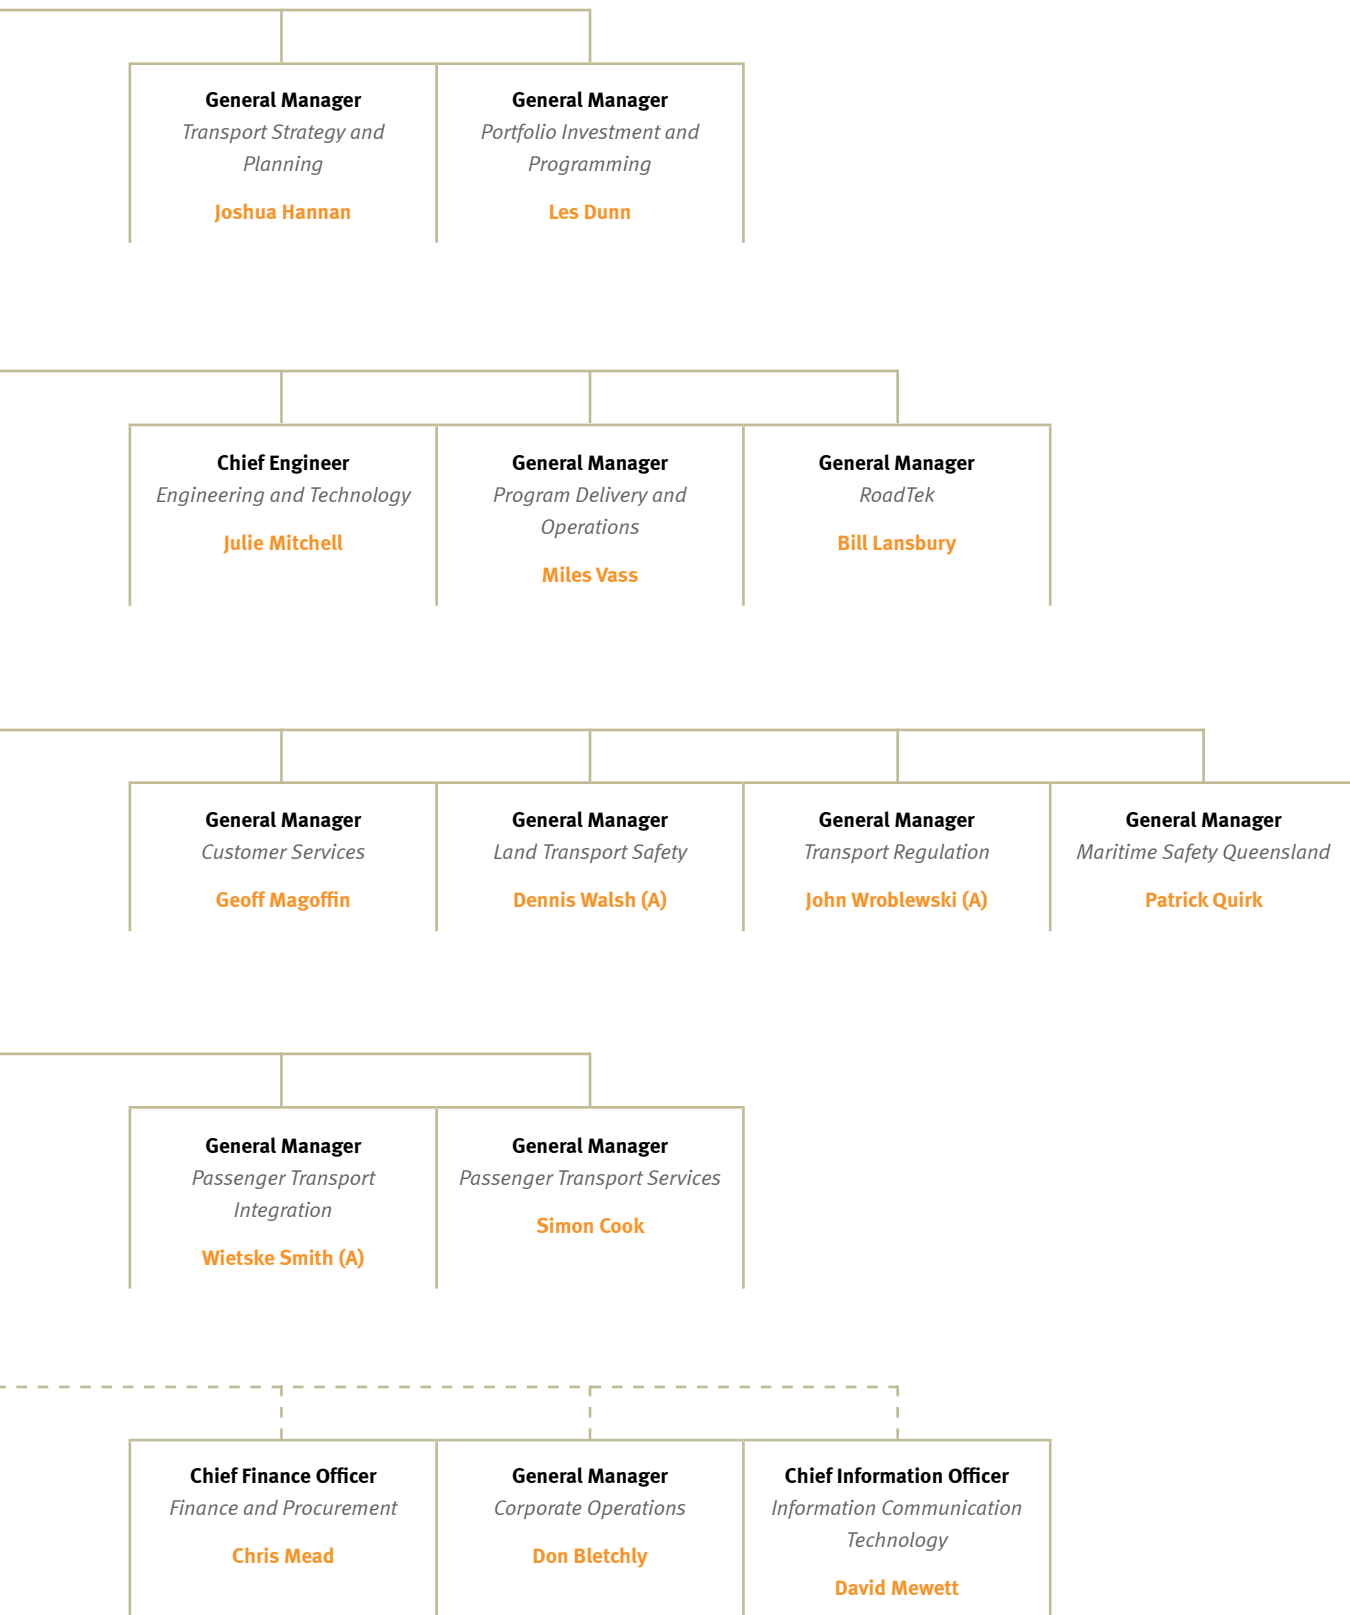 General Manager
Transport Strategy and
Planning
Joshua Hannan
General Manager
Portfolio Investment and
Programming
Les Dunn
Chief Engineer
Engineering and Technology
Julie Mitchell
General Manager
Program Delivery and
Operations
Miles Vass
General Manager
RoadTek
Bill Lansbury
General Manager
Customer Services
Geoff Magoffin
General Manager
Land Transport Safety
Dennis Walsh (A)
General Manager
Transport Regulation
John Wroblewski (A)
General Manager
Maritime Safety Queensland
Patrick Quirk
General Manager
Passenger Transport
Integration
Wietske Smith (A)
General Manager
Passenger Transport Services
Simon Cook
Chief Finance Officer
Finance and Procurement
Chris Mead
General Manager
Corporate Operations
Don Bletchly
Chief Information Officer
Information Communication
Technology
David Mewett